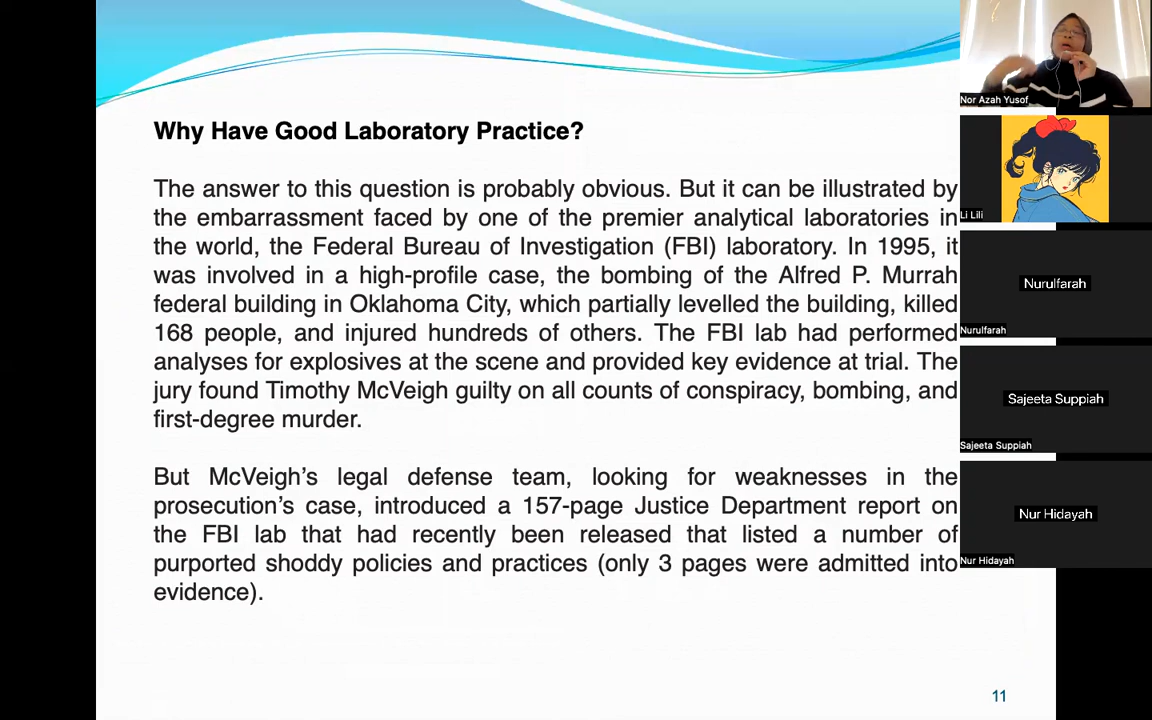 Why Have Good Laboratory Practice?
The answer to this question is probably obvious. But it can be illustrated by
the embarrassment faced by one of the premier analytical laboratories in
the world, the Federal Bureau of Investigation (FBI) laboratory. In 1995, it
was involved in a high-profile case, the bombing of the Alfred P. Murrah
federal building in Oklahoma City, which partially levelled the building, killed
168 people, and injured hundreds of others. The FBI lab had performed
analyses for explosives at the scene and provided key evidence at trial. The
jury found Timothy McVeigh guilty on all counts of conspiracy, bombing, and
first-degree murder.
But McVeigh’s legal defense team, looking for weaknesses in the
prosecution’s case, introduced a 157-page Justice Department report on
the FBI lab that had recently been released that listed a number of
purported shoddy policies and practices (only 3 pages were admitted into
evidence).
11
Nor Azah Yusof
Li Lili
Nurulfarah
Nurulfarah
Sajeeta Suppiah
Sajeeta Suppiah
Nur Hidayah
Nur Hidayah